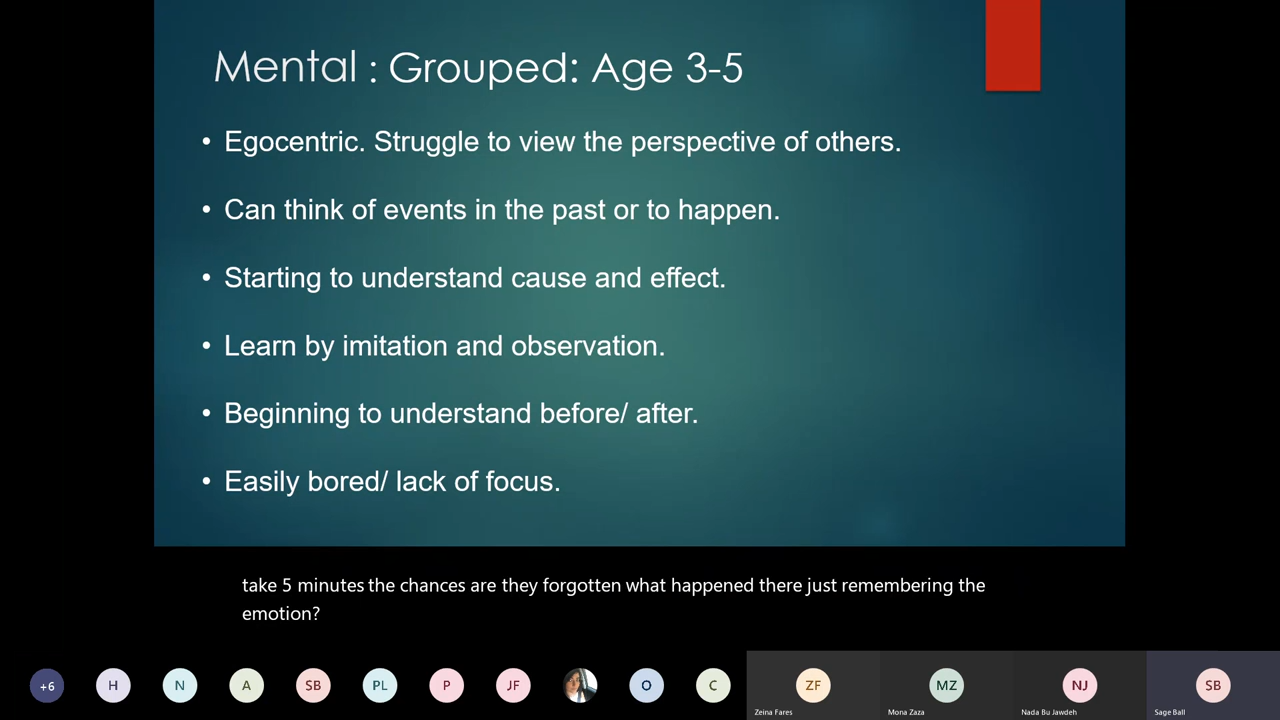 Mental : Grouped: Age 3-5
• Egocentric. Struggle to view the perspective of others.
• Can think of events in the past or to happen.
• Starting to understand cause and effect.
• Learn by imitation and observation.
• Beginning to understand before/ after.
• Easily bored/ lack of focus.
take 5 minutes the chances are they forgotten what happened there just remembering the
emotion?
+6 H N A SB PL P JF O C ZF MZ NJ SB
Zeina Fares Mona Zaza Nada Bu Jawdeh Sage Ball